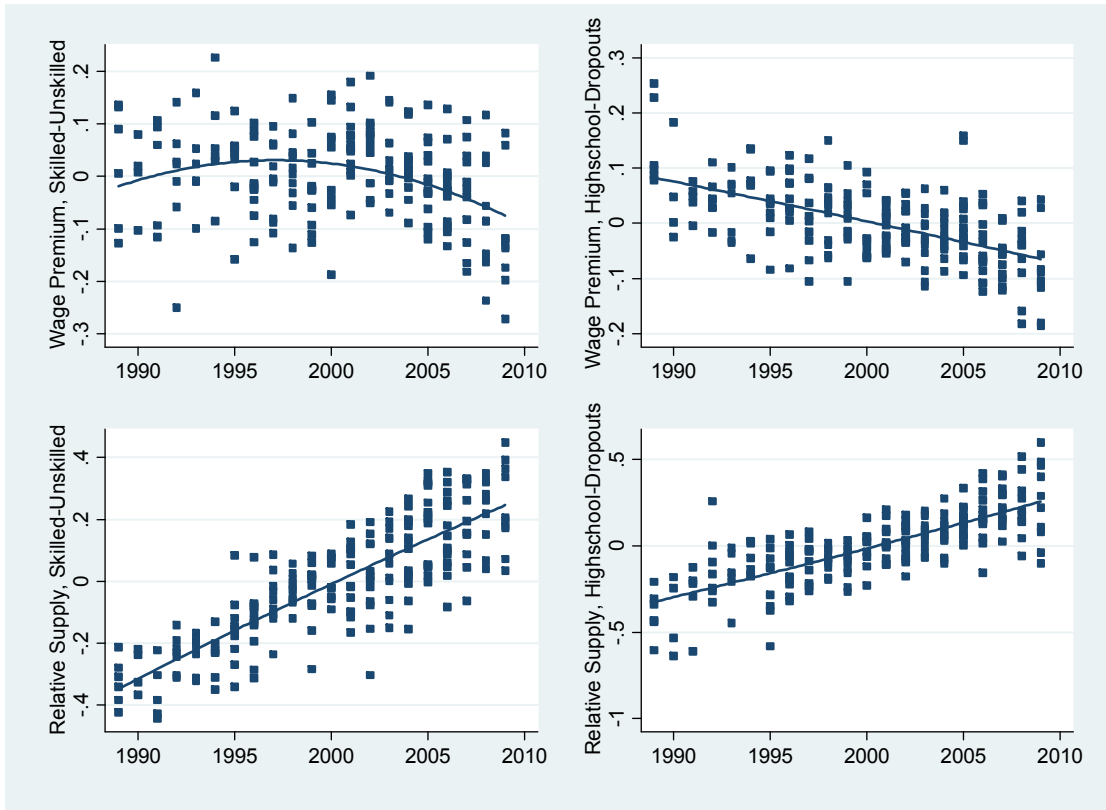 Wage Premium, Skilled-Unskilled
.2
.1
0
-.1
-.2
-.3
1990 1995 2000 2005 2010
Wage Premium, Highschool-Dropouts
.3
.2
.1
0
-.1
-.2
1990 1995 2000 2005 2010
Relative Supply, Skilled-Unskilled
.4
.2
0
-.2
-.4
1990 1995 2000 2005 2010
Relative Supply, Highschool-Dropouts
.5
0
-.5
-1
1990 1995 2000 2005 2010